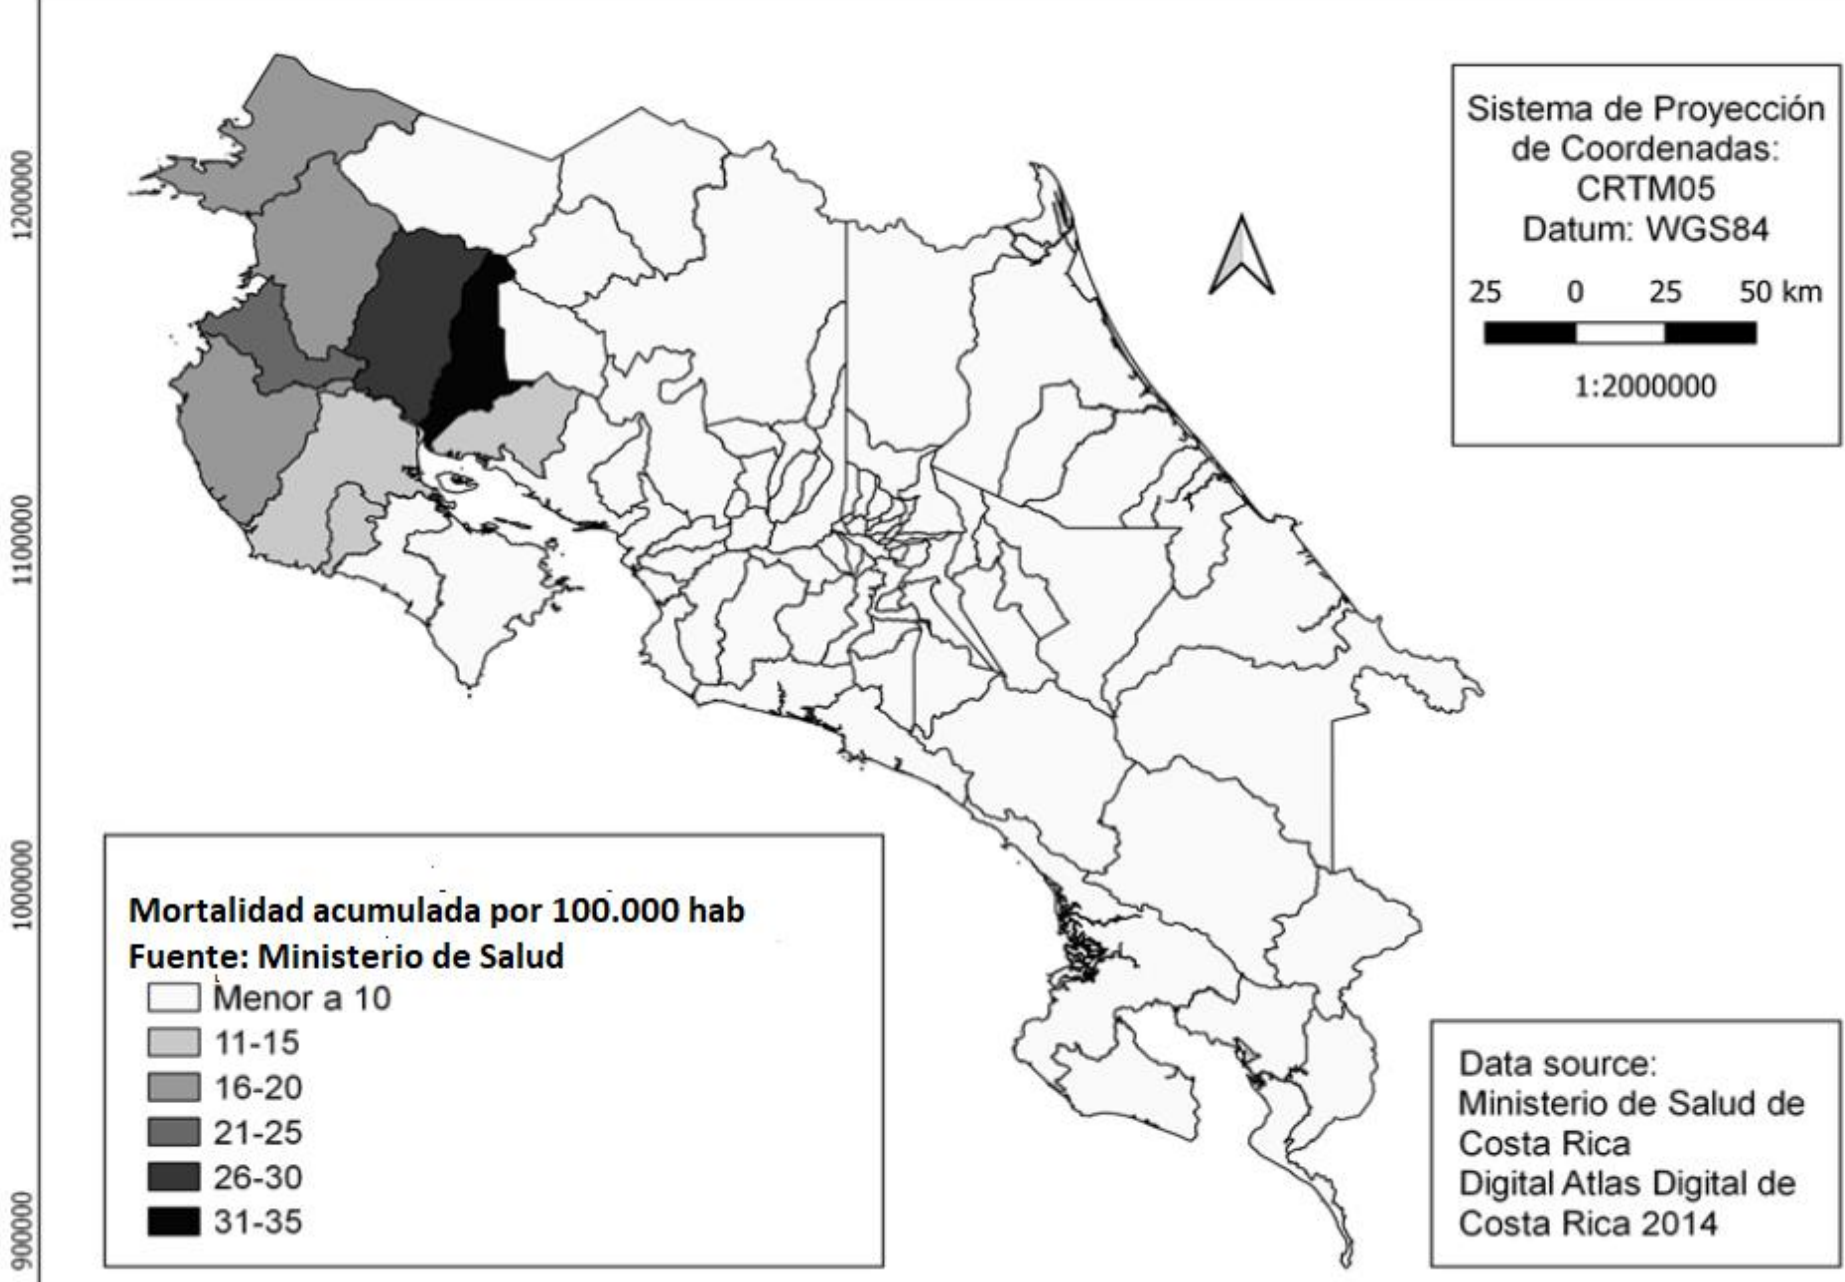 1200000
1100000
1000000
900000
Sistema de Proyección
de Coordenadas:
CRTM05
Datum: WGS84
25 0 25 50 km
1:2000000
Mortalidad acumulada por 100.000 hab
Fuente: Ministerio de Salud
Menor a 10
11-15
16-20
21-25
26-30
31-35
Data source:
Ministerio de Salud de
Costa Rica
Digital Atlas Digital de
Costa Rica 2014